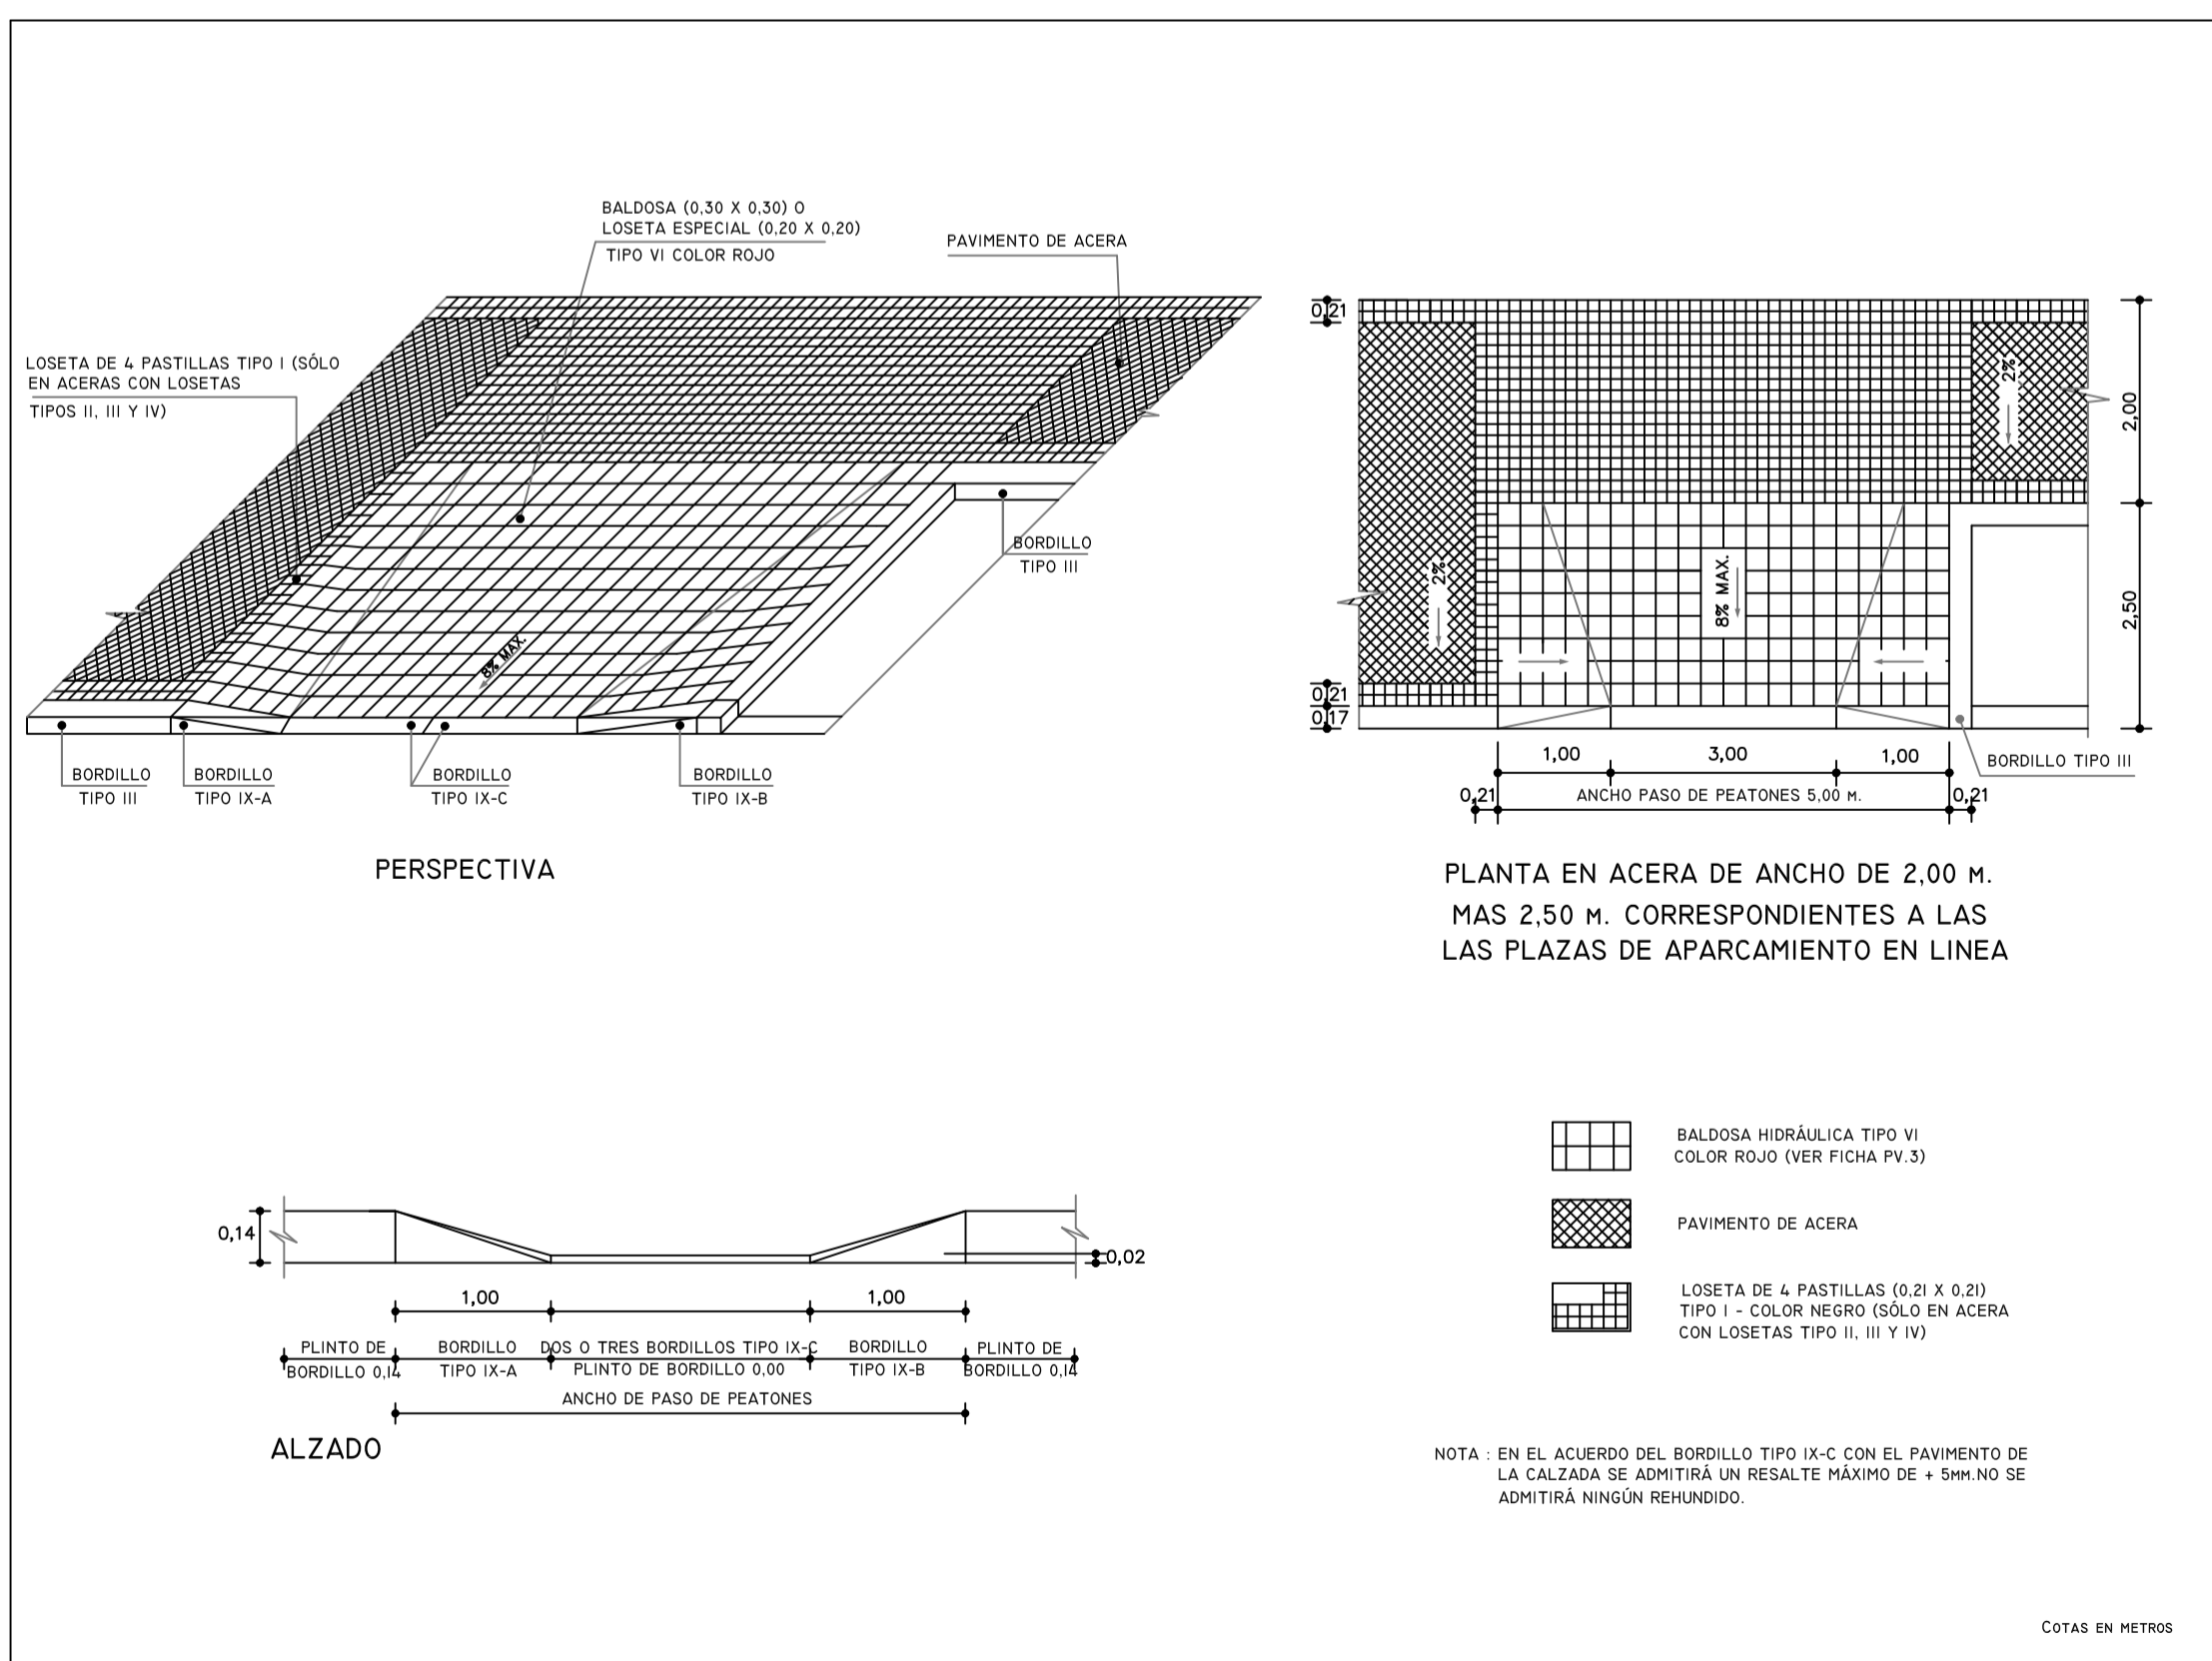 BALDOSA (0,30 X 0,30) O
LOSETA ESPECIAL (0,20 X 0,20)
TIPO VI COLOR ROJO
PAVIMENTO DE ACERA
LOSETA DE 4 PASTILLAS TIPO I (SÓLO
EN ACERAS CON LOSETAS
TIPOS II, III Y IV)
BORDILLO
TIPO III
8% MAX.
BORDILLO
TIPO III
BORDILLO
TIPO IX-A
BORDILLO
TIPO IX-C
BORDILLO
TIPO IX-B
PERSPECTIVA
0,21
2%
2,00
2%
8% MAX.
2,50
0,21
0,17
1,00
3,00
1,00
BORDILLO TIPO III
0,21
ANCHO PASO DE PEATONES 5,00 M.
0,21
PLANTA EN ACERA DE ANCHO DE 2,00 M.
MAS 2,50 M. CORRESPONDIENTES A LAS
LAS PLAZAS DE APARCAMIENTO EN LINEA
0,14
0,02
1,00
1,00
PLINTO DE
BORDILLO 0,14
BORDILLO
TIPO IX-A
DOS O TRES BORDILLOS TIPO IX-C
PLINTO DE BORDILLO 0,00
BORDILLO
TIPO IX-B
PLINTO DE
BORDILLO 0,14
ANCHO DE PASO DE PEATONES
ALZADO
BALDOSA HIDRÁULICA TIPO VI
COLOR ROJO (VER FICHA PV.3)
PAVIMENTO DE ACERA
LOSETA DE 4 PASTILLAS (0,21 X 0,21)
TIPO I - COLOR NEGRO (SÓLO EN ACERA
CON LOSETAS TIPO II, III Y IV)
NOTA : EN EL ACUERDO DEL BORDILLO TIPO IX-C CON EL PAVIMENTO DE
LA CALZADA SE ADMITIRÁ UN RESALTE MÁXIMO DE + 5MM.NO SE
ADMITIRÁ NINGÚN REHUNDIDO.
COTAS EN METROS